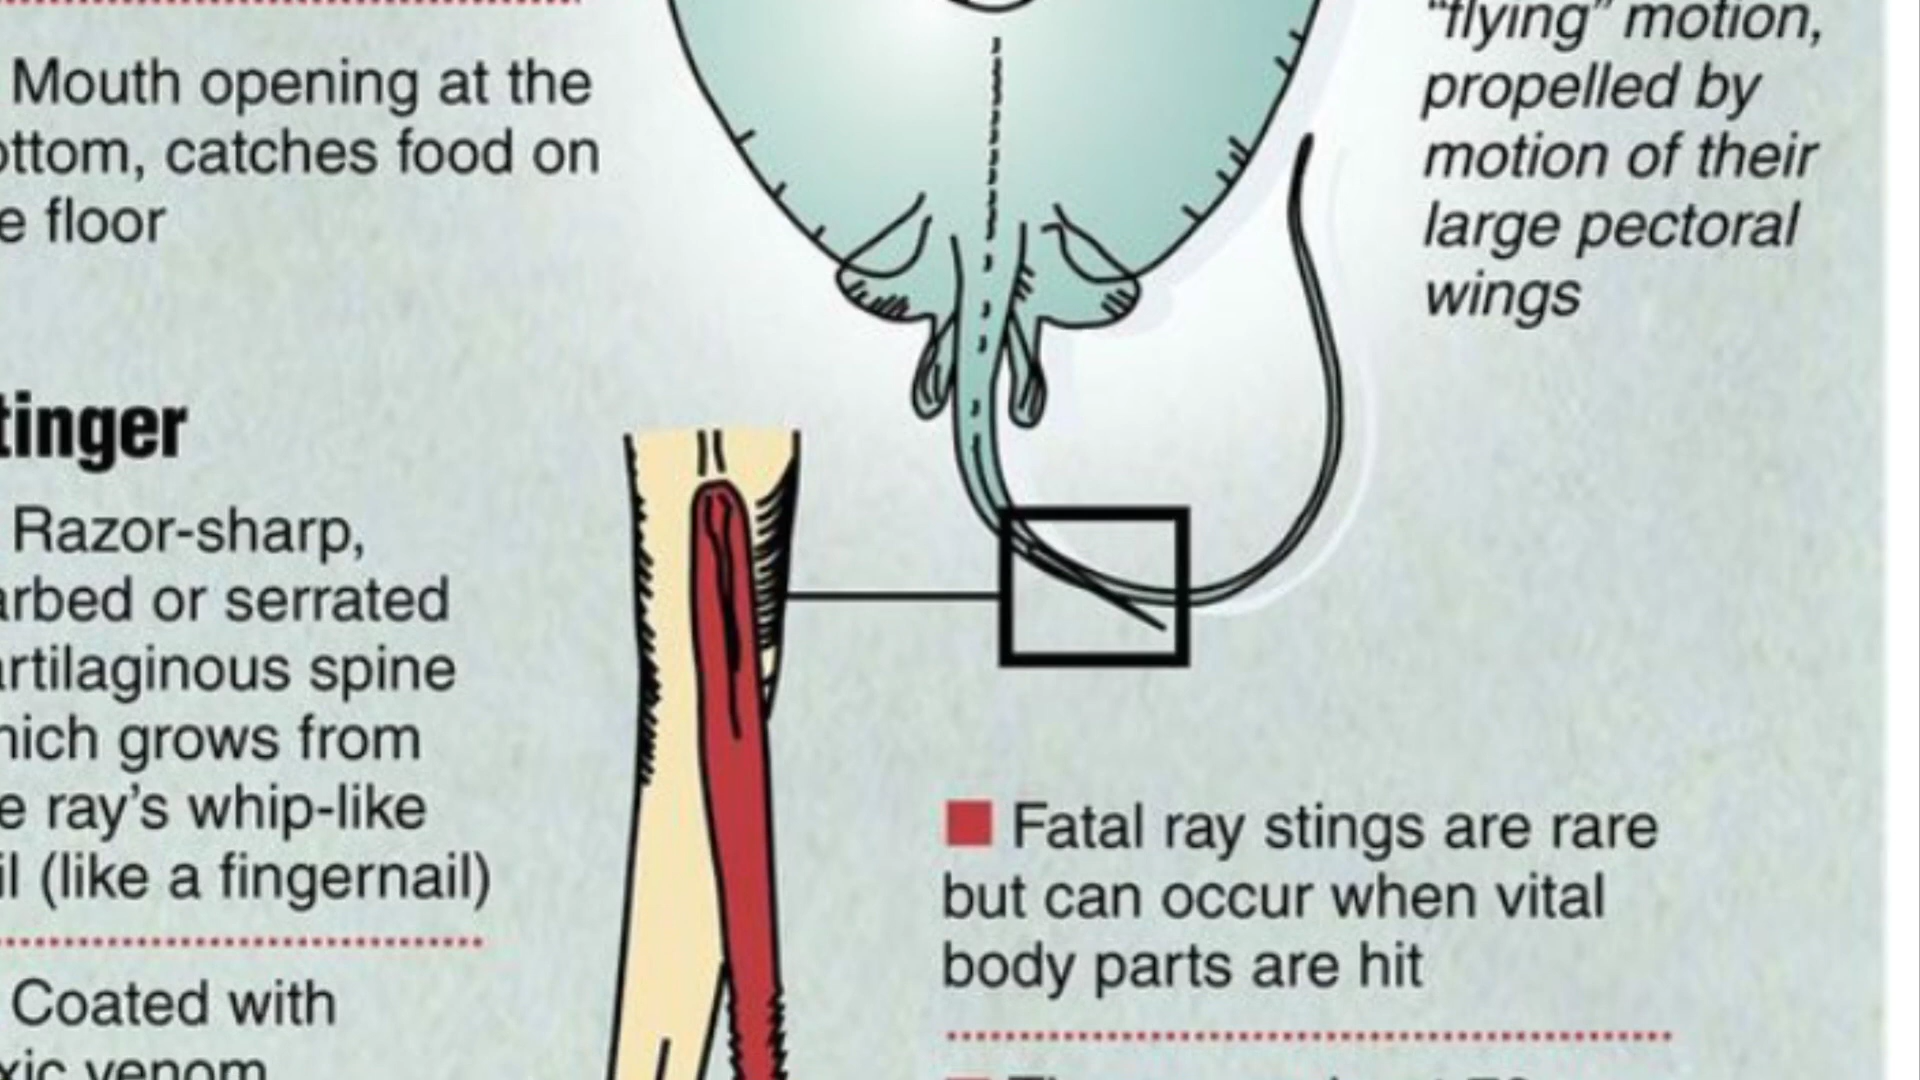 Mouth opening at the
ottom, catches food on
e floor
tinger
Razor-sharp,
arbed or serrated
artilaginous spine
hich grows from
e ray's whip-like
il (like a fingernail)
Coated with
xic venom
"flying" motion,
propelled by
motion of their
large pectoral
wings
Fatal ray stings are rare
but can occur when vital
body parts are hit